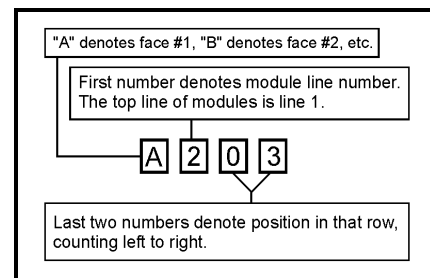 "A" denotes face #1, "B" denotes face #2, etc.
First number denotes module line number.
The top line of modules is line 1.
A 2 0 3
Last two numbers denote position in that row,
counting left to right.